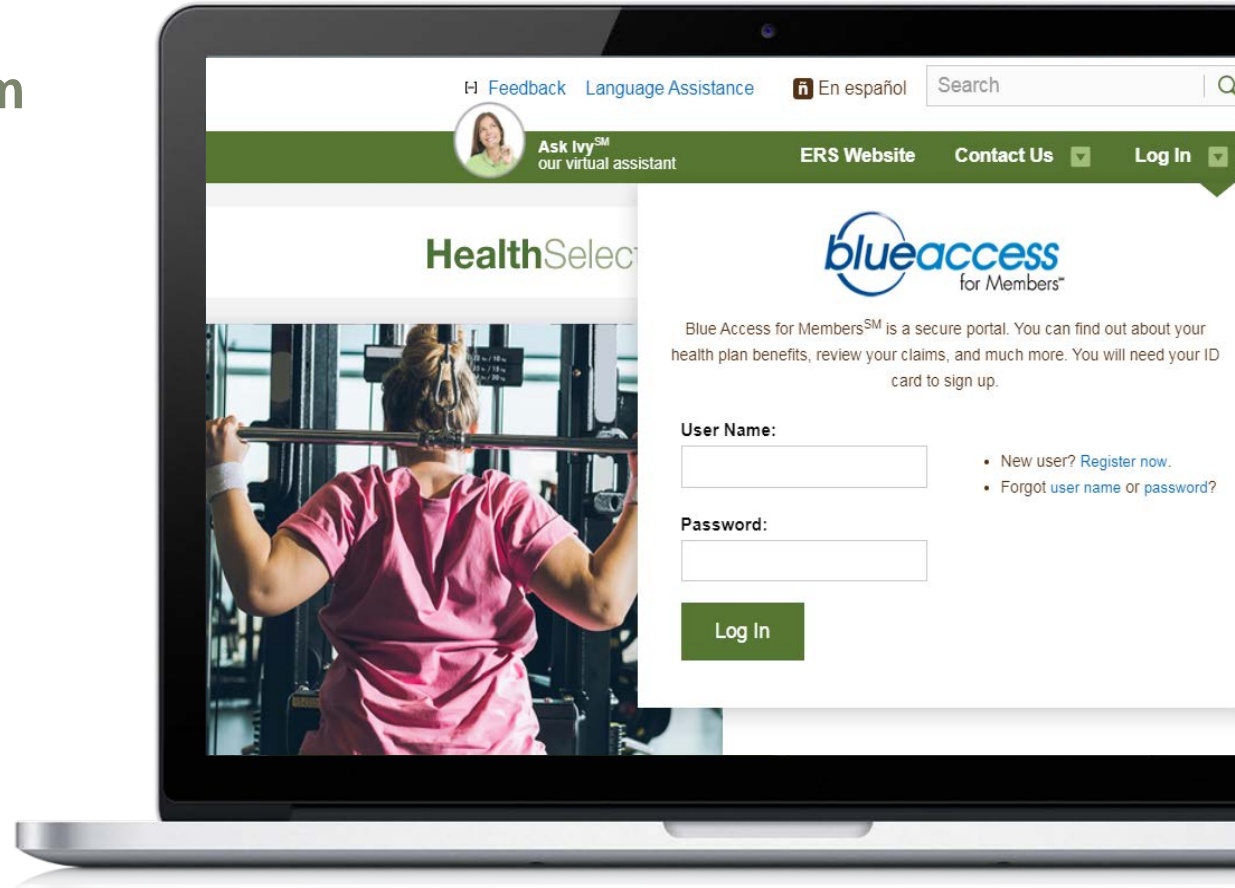 m
[-] Feedback Language Assistance ñ En español Search
Ask Ivy℠
our virtual assistant
ERS Website Contact Us Log In
HealthSelec
blueaccess
for Members℠
Blue Access for Members℠ is a secure portal. You can find out about your
health plan benefits, review your claims, and much more. You will need your ID
card to sign up.
User Name:
• New user? Register now.
• Forgot user name or password?
Password:
Log In